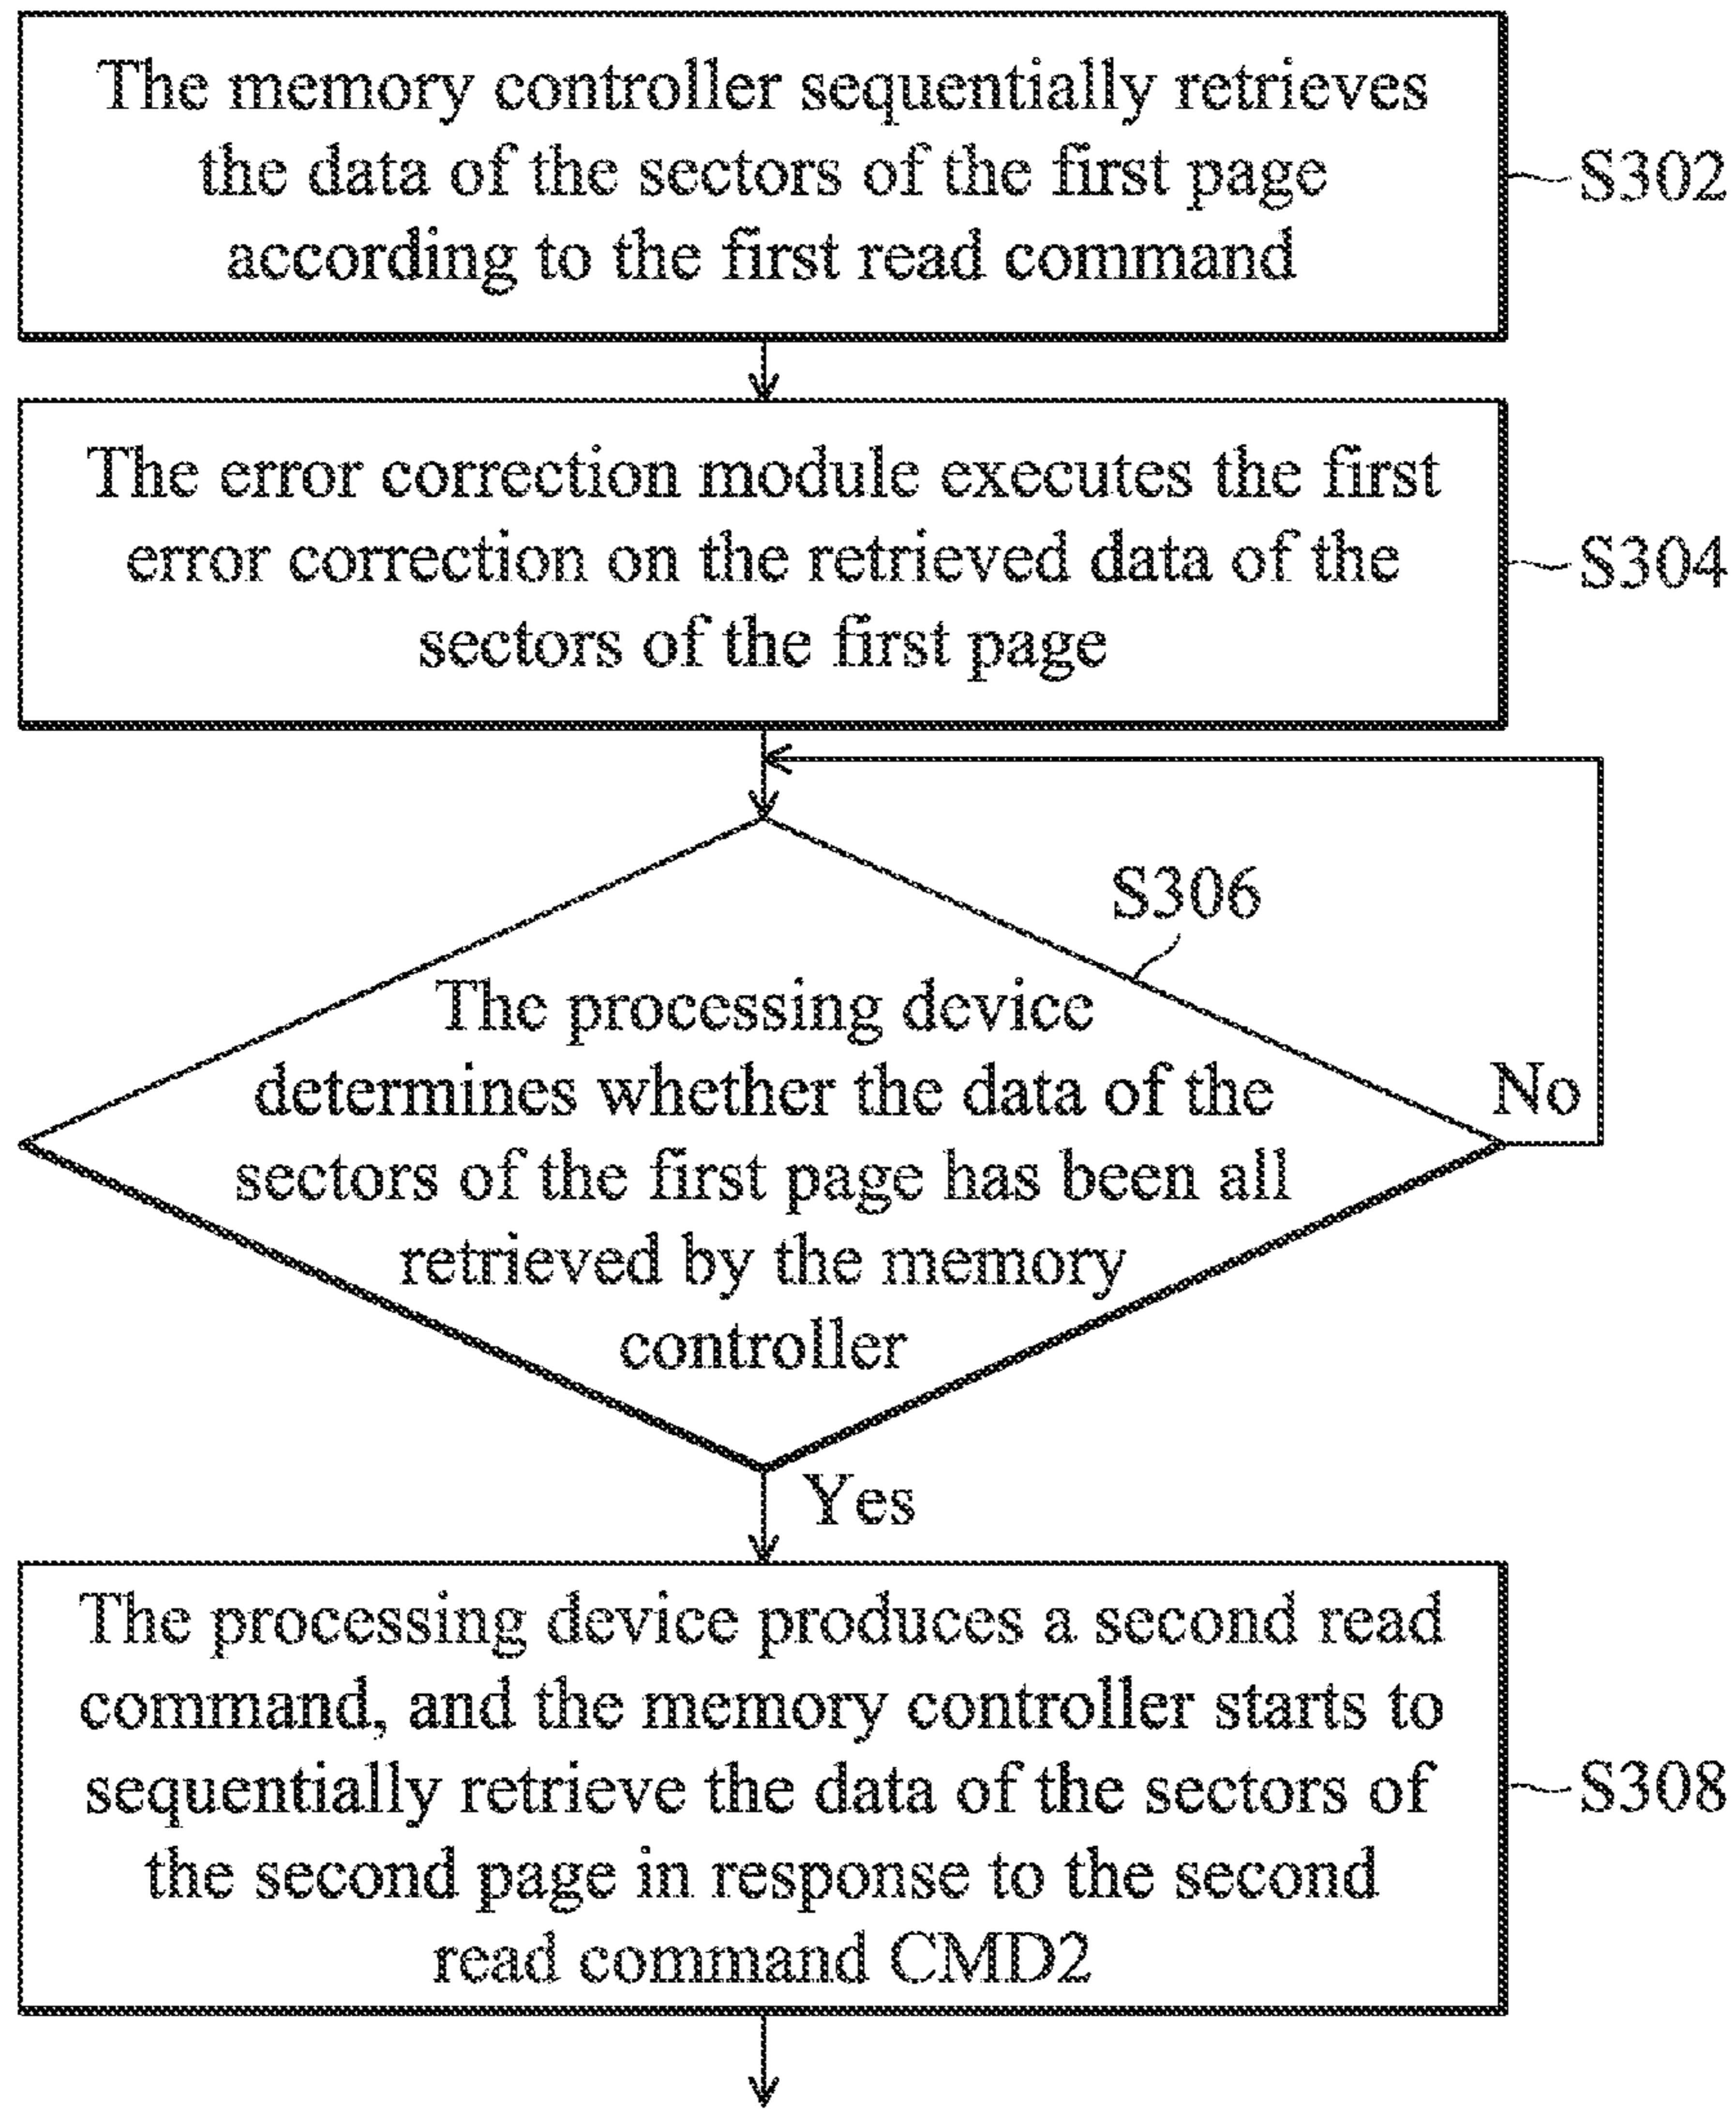 The memory controller sequentially retrieves
the data of the sectors of the first page
according to the first read command
S302
The error correction module executes the first
error correction on the retrieved data of the
sectors of the first page
S304
S306
The processing device
determines whether the data of the
sectors of the first page has been all
retrieved by the memory
controller
No
Yes
The processing device produces a second read
command, and the memory controller starts to
sequentially retrieve the data of the sectors of
the second page in response to the second
read command CMD2
S308